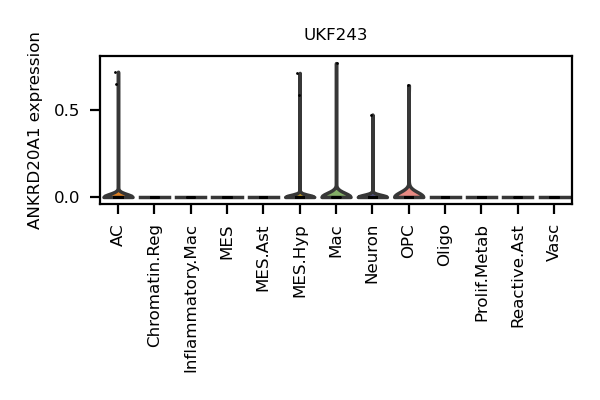 UKF243
ANKRD20A1 expression
0.5
0.0
AC
Chromatin.Reg
Inflammatory.Mac
MES
MES.Ast
MES.Hyp
Mac
Neuron
OPC
Oligo
Prolif.Metab
Reactive.Ast
Vasc